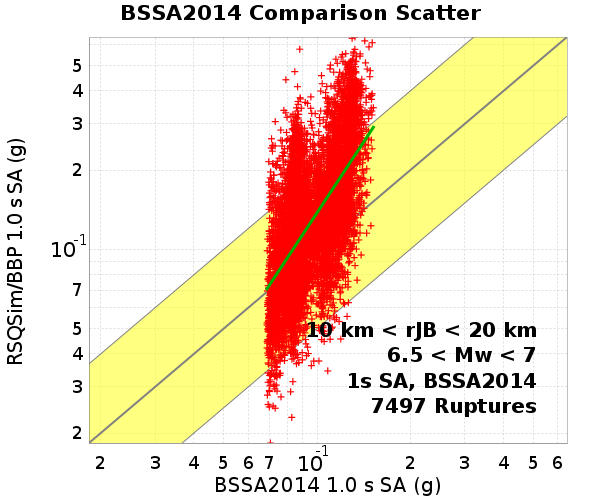 BSSA2014 Comparison Scatter
RSQSim/BBP 1.0 s SA (g)
5
4
3
2
10-1
7
5
4
3
2
10 km < rJB < 20 km
6.5 < Mw < 7
1s SA, BSSA2014
7497 Ruptures
2 3 4 5 6 7 10-1 2 3 4 5 6
BSSA2014 1.0 s SA (g)